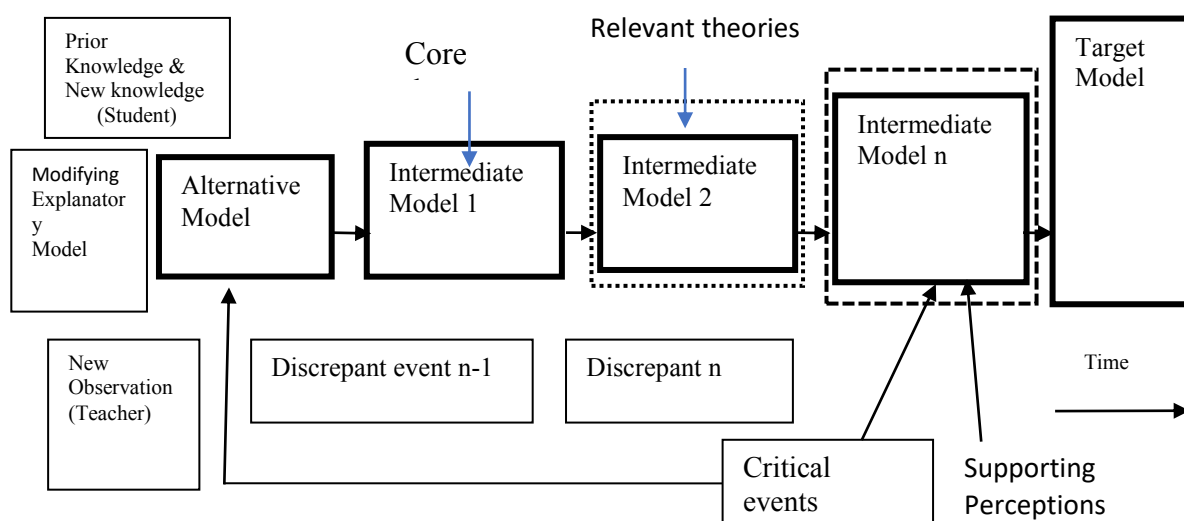 Prior
Knowledge &
New knowledge
(Student)
Core
Relevant theories
Target
Model
Modifying
Explanator
y
Model
Alternative
Model
Intermediate
Model 1
Intermediate
Model 2
Intermediate
Model n
New
Observation
(Teacher)
Discrepant event n-1
Discrepant n
Time
Critical
events
Supporting
Perceptions